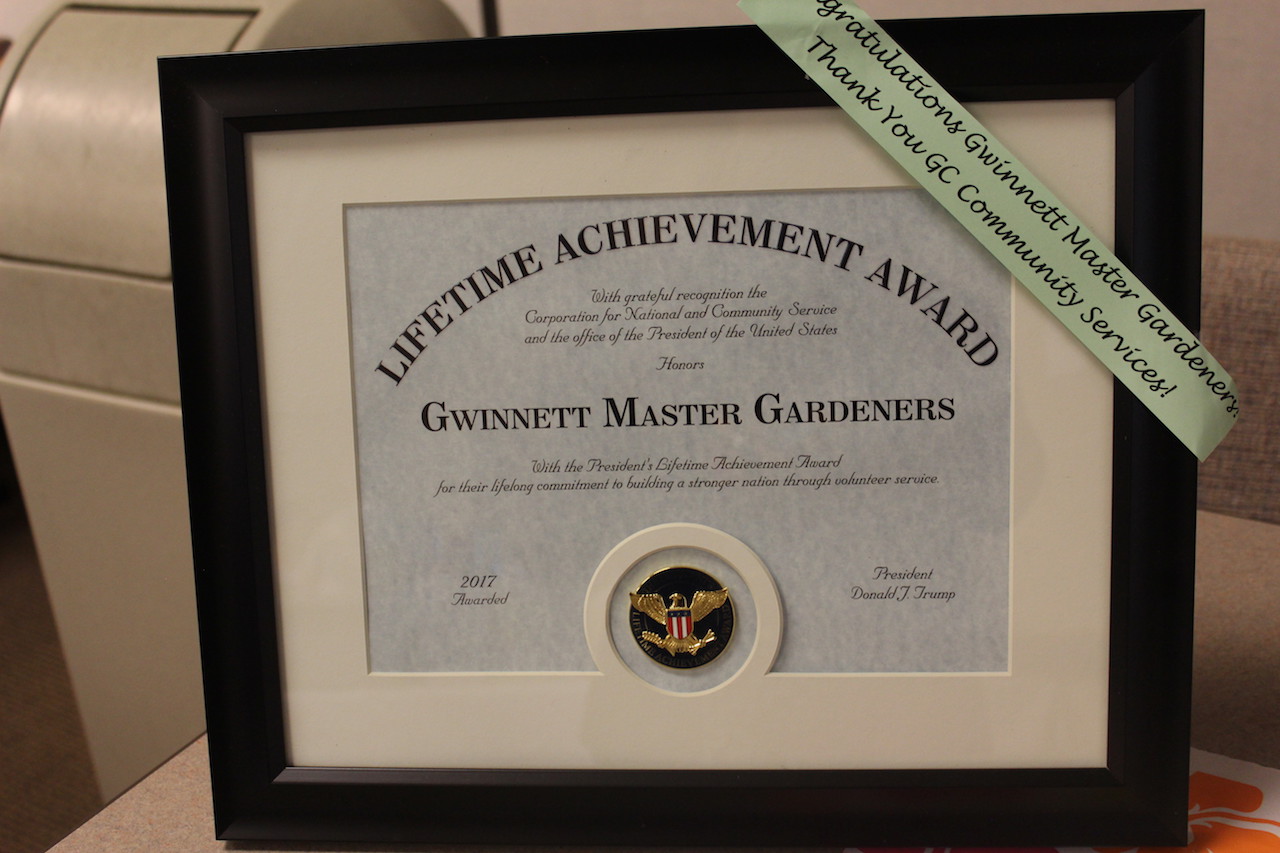 Gwinnett Master Gardeners!
Thank You GC Community Services!
LIFETIME ACHIEVEMENT AWARD
With grateful recognition the
Corporation for National and Community Service
and the office of the President of the United States
Honors
GWINNETT MASTER GARDENERS
With the President's Lifetime Achievement Award
for their lifelong commitment to building a stronger nation through volunteer service.
2017
Awarded
President
Donald J. Trump
LIFETIME ACHIEVEMENT